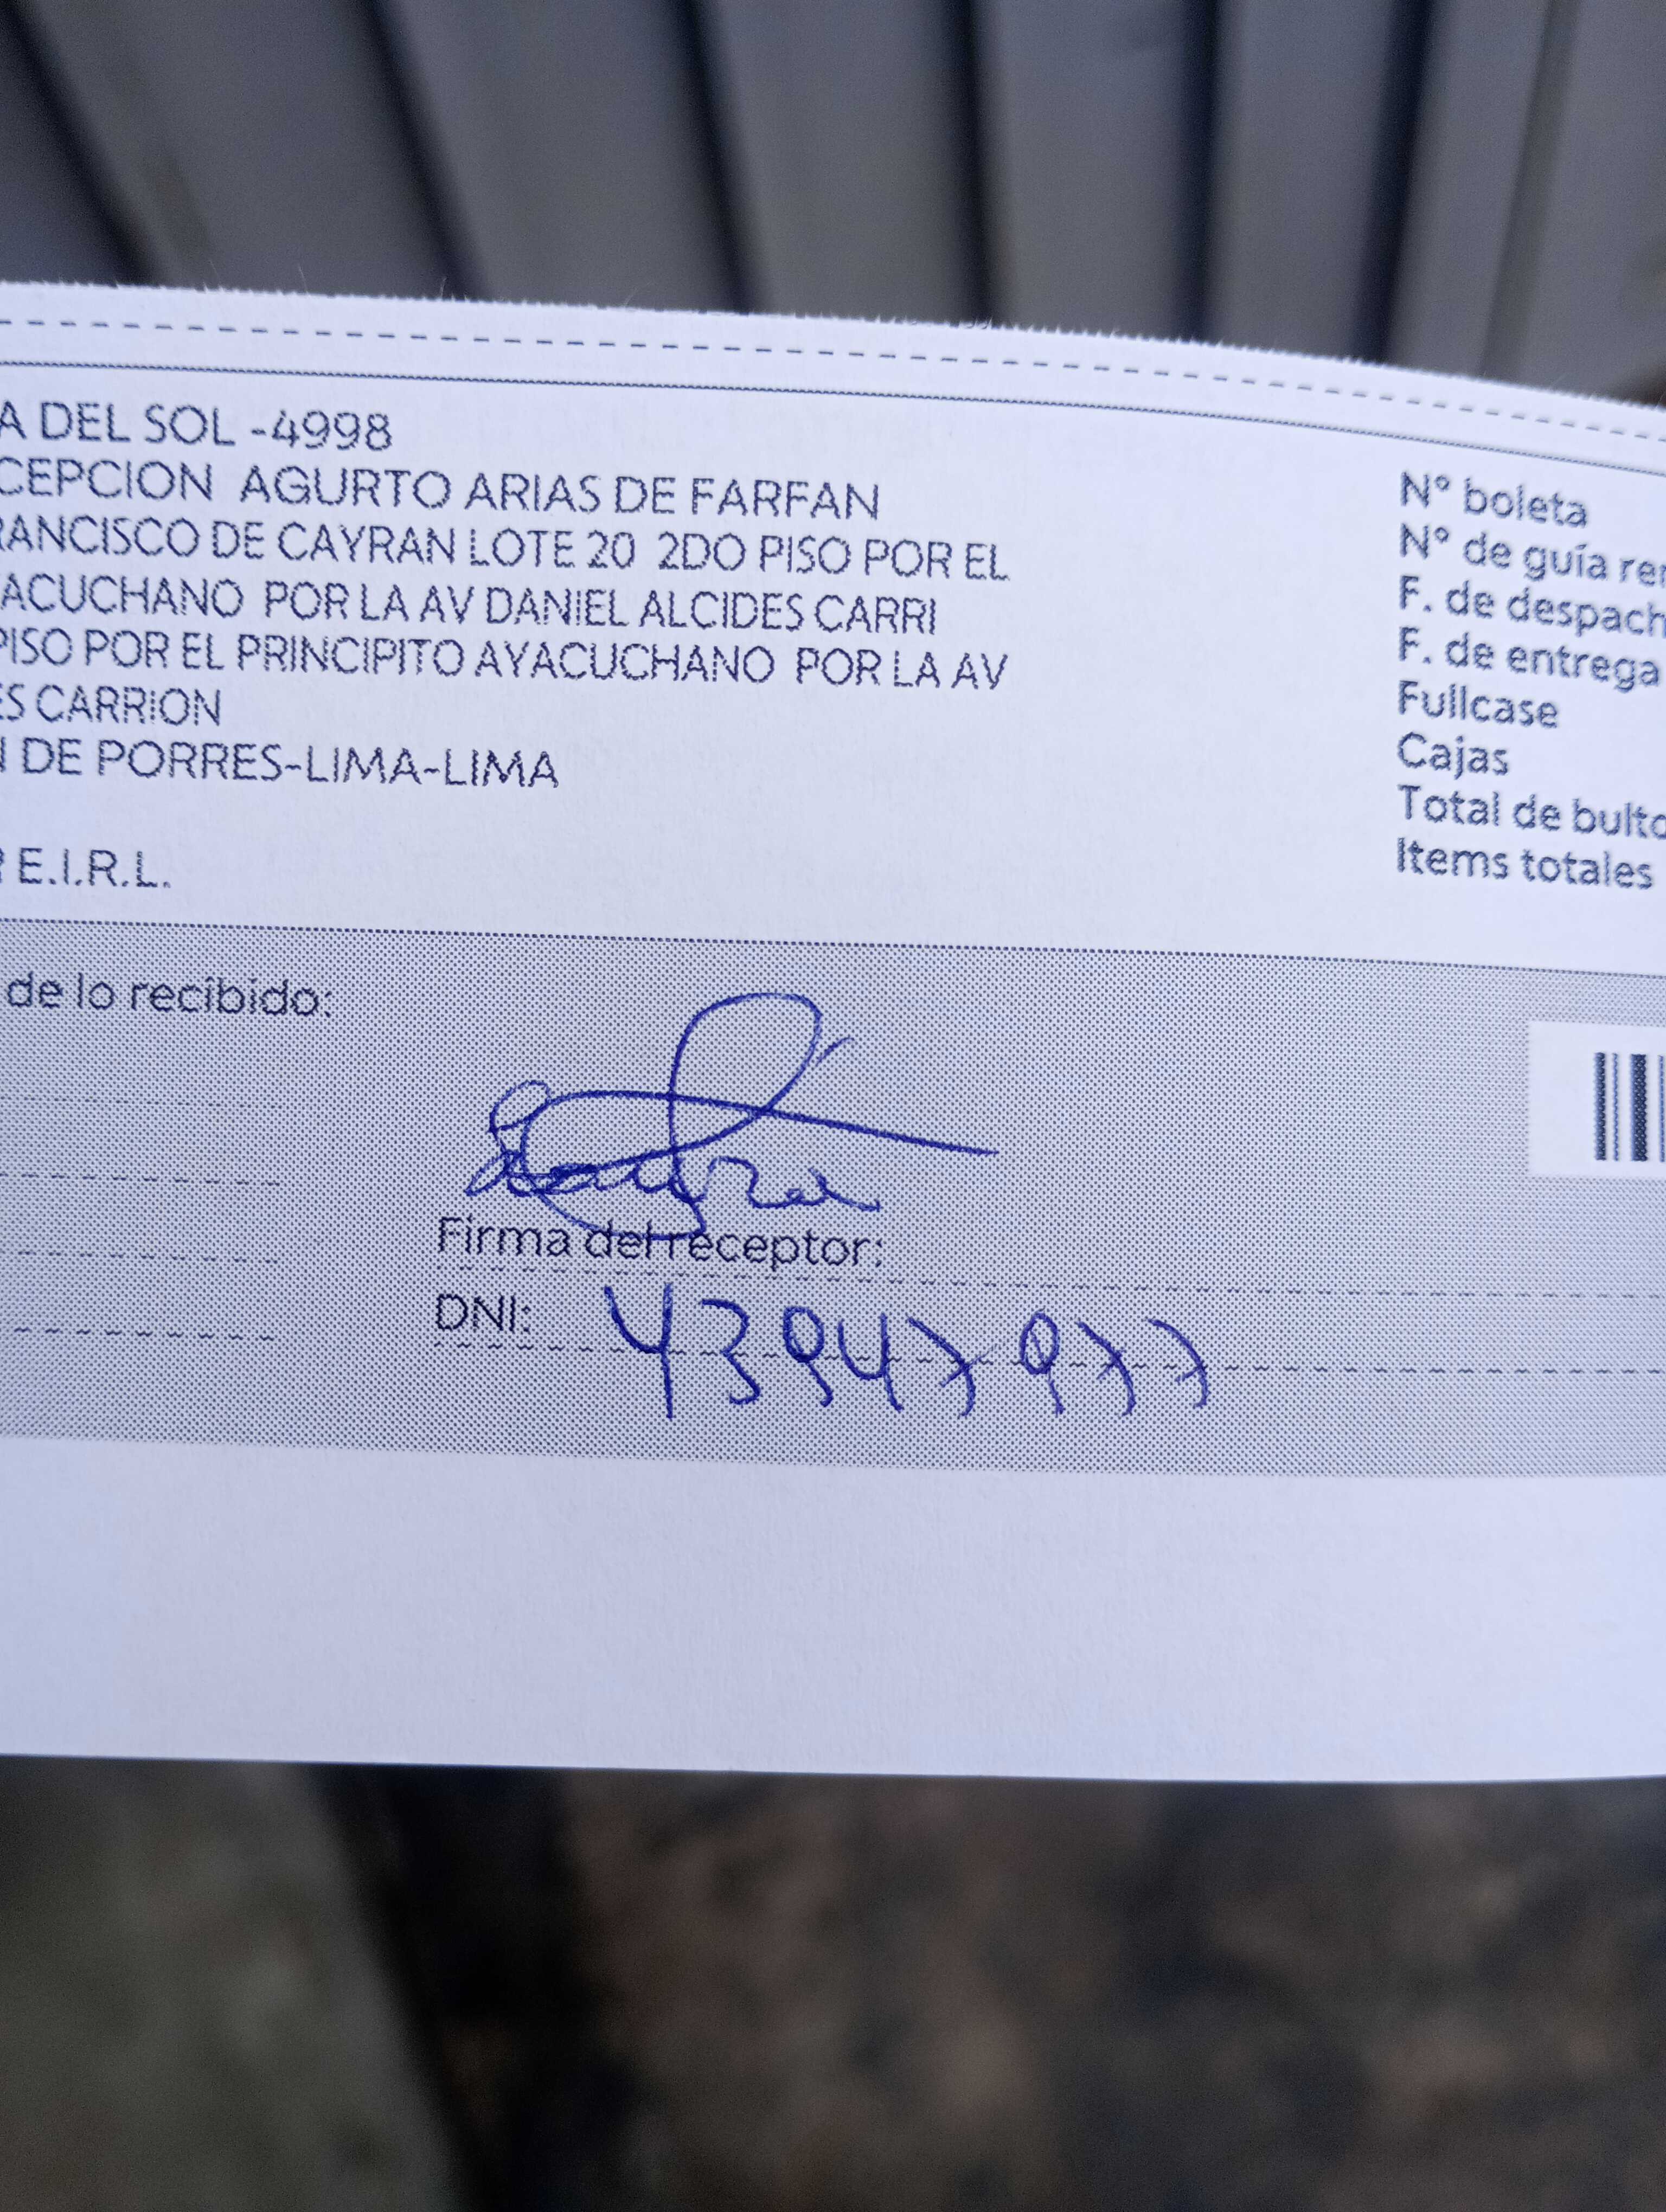 A DEL SOL -4998
CEPCION AGURTO ARIAS DE FARFAN
RANCISCO DE CAYRAN LOTE 20 2DO PISO POR EL
ACUCHANO POR LA AV DANIEL ALCIDES CARRI
PISO POR EL PRINCIPITO AYACUCHANO POR LA AV
ES CARRION
N DE PORRES-LIMA-LIMA
E.I.R.L.
N° boleta
N° de guía rem
F. de despach
F. de entrega
Fullcase
Cajas
Total de bulto
Items totales
de lo recibido:
Firma del receptor:
DNI: 43947977